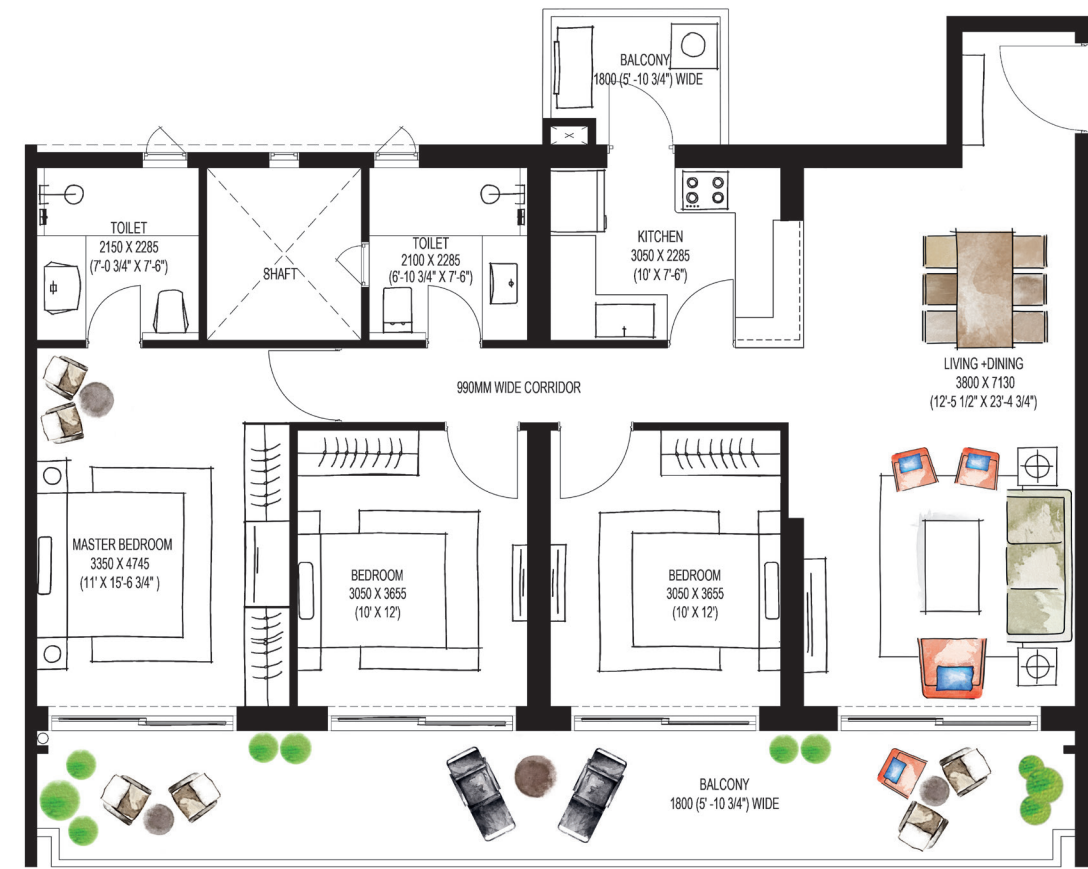 BALCONY
1800 (5' -10 3/4") WIDE
TOILET
2150 X 2285
(7'-0 3/4" X 7'-6")
SHAFT
TOILET
2100 X 2285
(6'-10 3/4" X 7'-6")
KITCHEN
3050 X 2285
(10' X 7'-6")
LIVING +DINING
3800 X 7130
(12'-5 1/2" X 23'-4 3/4")
990MM WIDE CORRIDOR
MASTER BEDROOM
3350 X 4745
(11' X 15'-6 3/4" )
BEDROOM
3050 X 3655
(10' X 12')
BEDROOM
3050 X 3655
(10' X 12')
BALCONY
1800 (5' -10 3/4") WIDE